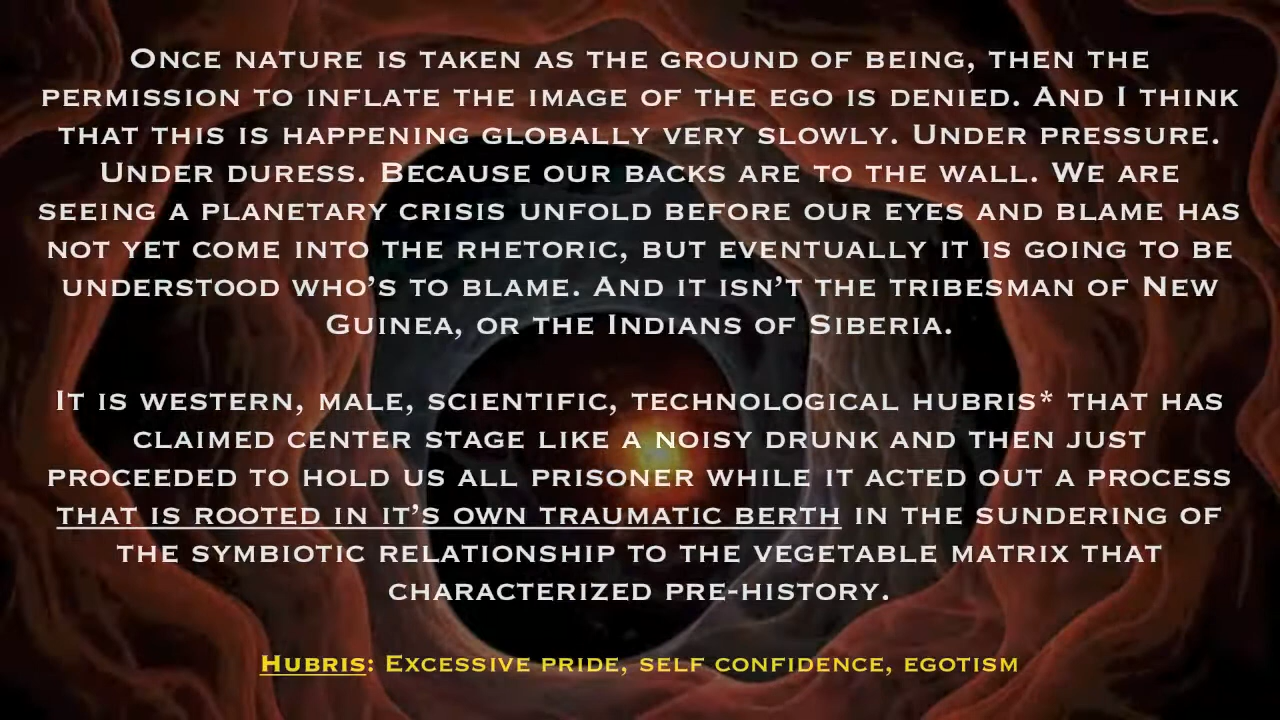 Once nature is taken as the ground of being, then the
permission to inflate the image of the ego is denied. And I think
that this is happening globally very slowly. Under pressure.
Under duress. Because our backs are to the wall. We are
seeing a planetary crisis unfold before our eyes and blame has
not yet come into the rhetoric, but eventually it is going to be
understood who's to blame. And it isn't the tribesman of New
Guinea, or the Indians of Siberia.
It is western, male, scientific, technological hubris* that has
claimed center stage like a noisy drunk and then just
proceeded to hold us all prisoner while it acted out a process
that is rooted in it's own traumatic berth in the sundering of
the symbiotic relationship to the vegetable matrix that
characterized pre-history.
Hubris: Excessive pride, self confidence, egotism